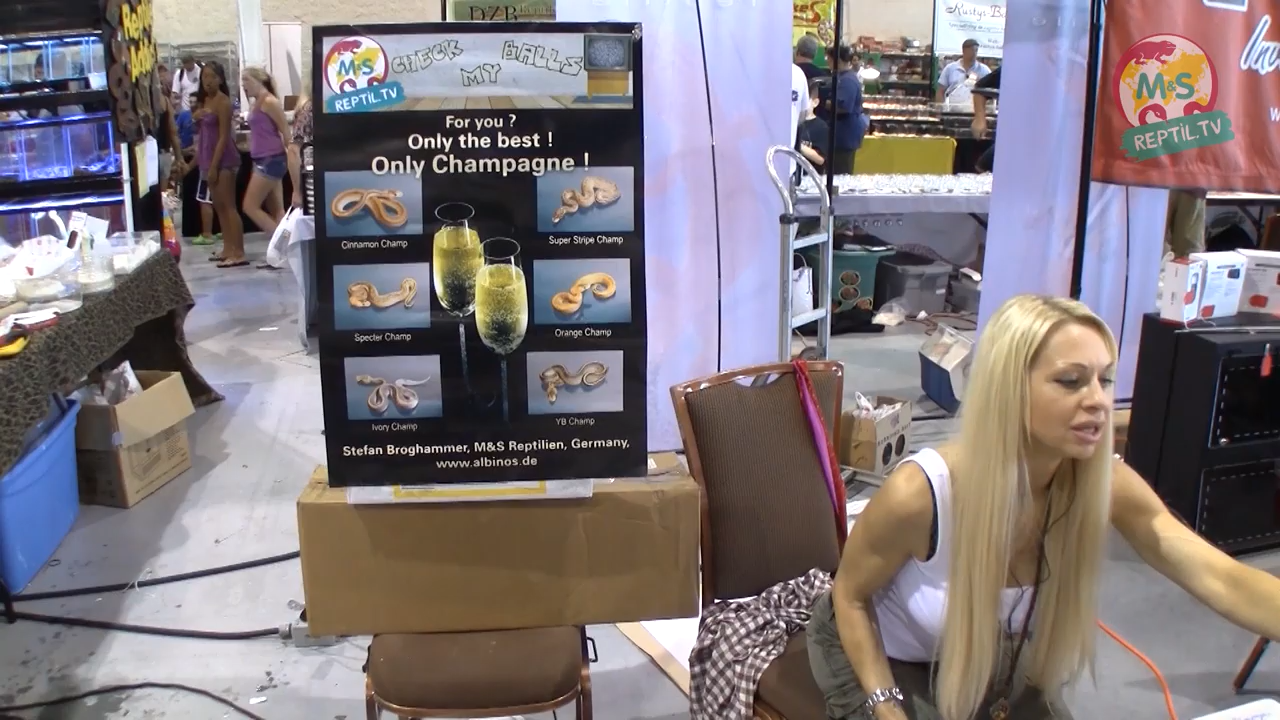 M&S
REPTIL.TV
CHECK
MY
BALLS
For you ?
Only the best !
Only Champagne !
Cinnamon Champ
Super Stripe Champ
Specter Champ
Orange Champ
Ivory Champ
YB Champ
Stefan Broghammer, M&S Reptilien, Germany,
www.albinos.de
DZR
M&S
REPTIL.TV